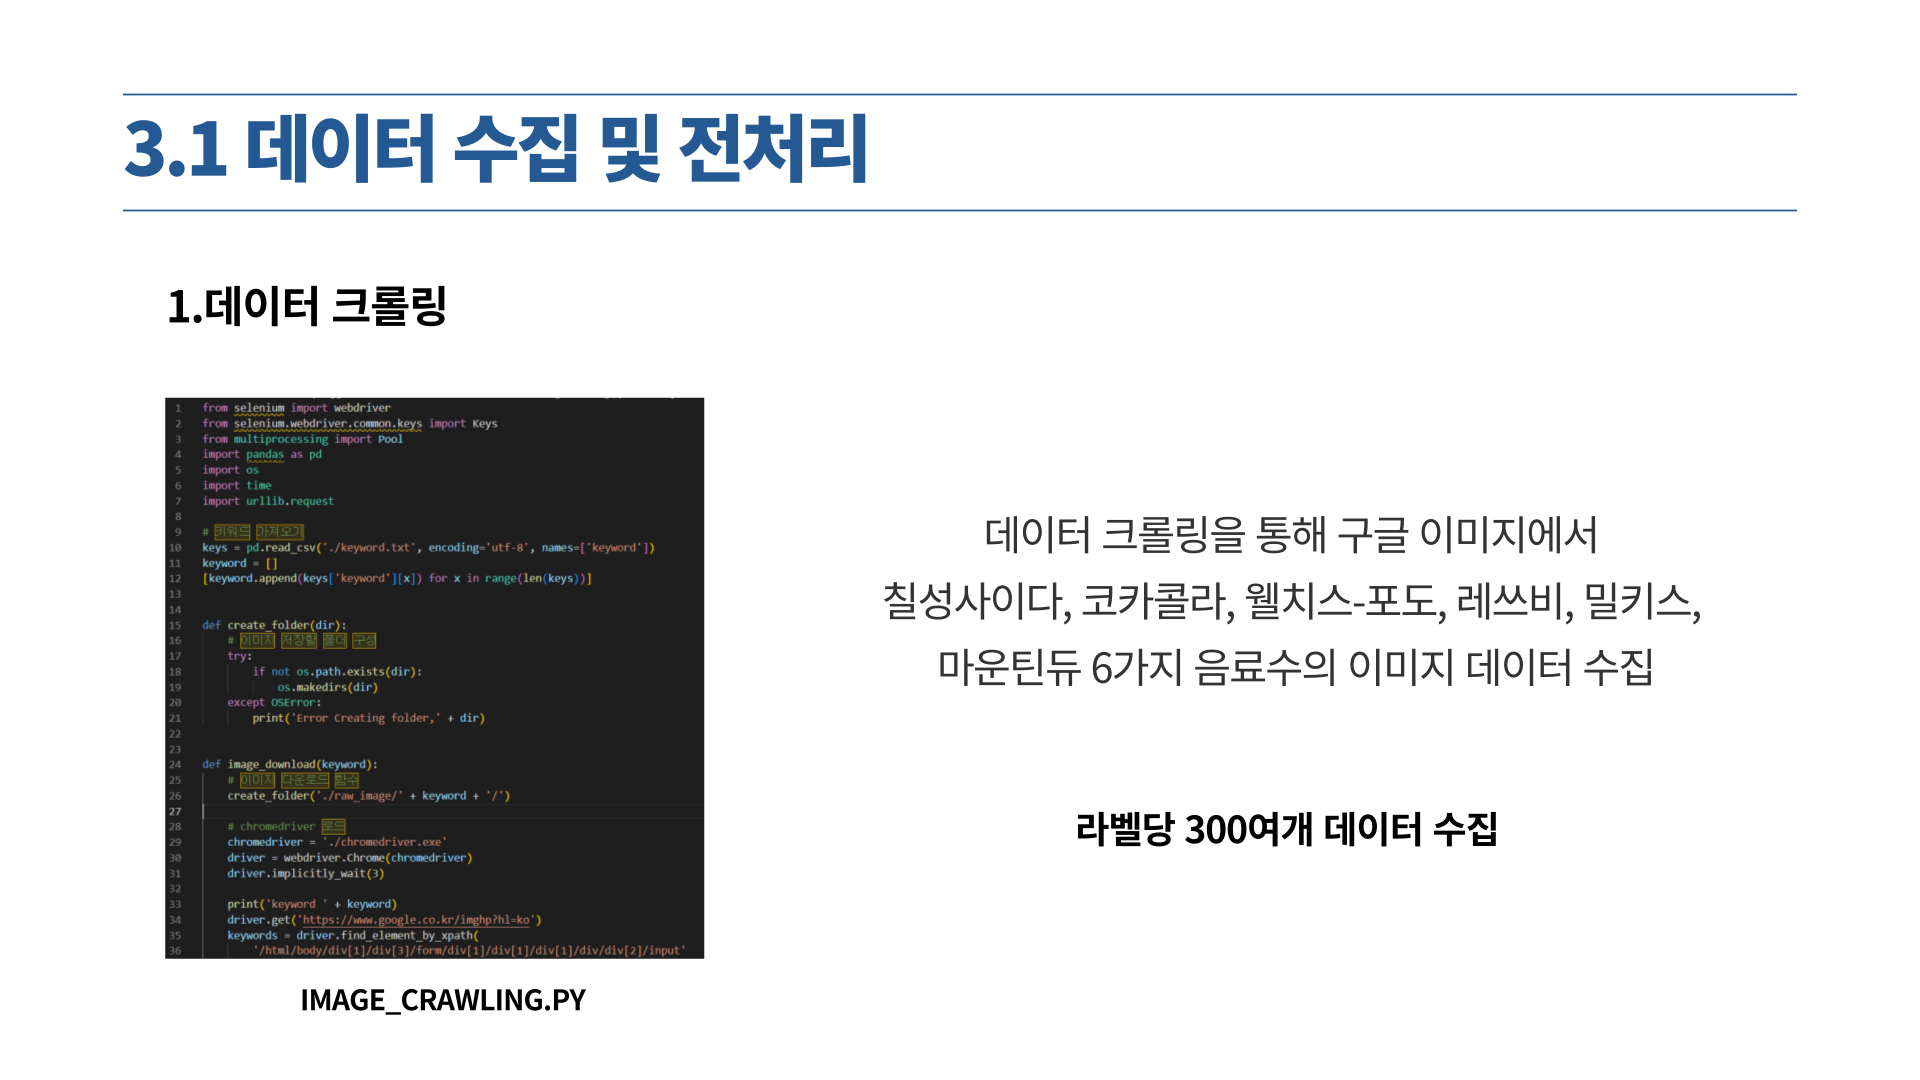 3.1 데이터 수집 및 전처리
1.데이터 크롤링
1 from selenium import webdriver
2 from selenium.webdriver.common.keys import Keys
3 from multiprocessing import Pool
4 import pandas as pd
5 import os
6 import time
7 import urllib.request
8
9 # 키워드 가져오기
10 keys = pd.read_csv('./keyword.txt', encoding='utf-8', names=['keyword'])
11 keyword = []
12 [keyword.append(keys['keyword'][x]) for x in range(len(keys))]
13
14
15 def create_folder(dir):
16 # 이미지 저장할 폴더 구성
17 try:
18 if not os.path.exists(dir):
19 os.makedirs(dir)
20 except OSError:
21 print('Error Creating folder,' + dir)
22
23
24 def image_download(keyword):
25 # 이미지 다운로드 함수
26 create_folder('./raw_image/' + keyword + '/')
27
28 # chromedriver 로드
29 chromedriver = './chromedriver.exe'
30 driver = webdriver.Chrome(chromedriver)
31 driver.implicitly_wait(3)
32
33 print('keyword ' + keyword)
34 driver.get('https://www.google.co.kr/imghp?hl=ko')
35 keywords = driver.find_element_by_xpath(
36 '/html/body/div[1]/div[3]/form/div[1]/div[1]/div[1]/div/div[2]/input'
IMAGE_CRAWLING.PY
데이터 크롤링을 통해 구글 이미지에서
칠성사이다, 코카콜라, 웰치스-포도, 레쓰비, 밀키스,
마운틴듀 6가지 음료수의 이미지 데이터 수집
라벨당 300여개 데이터 수집